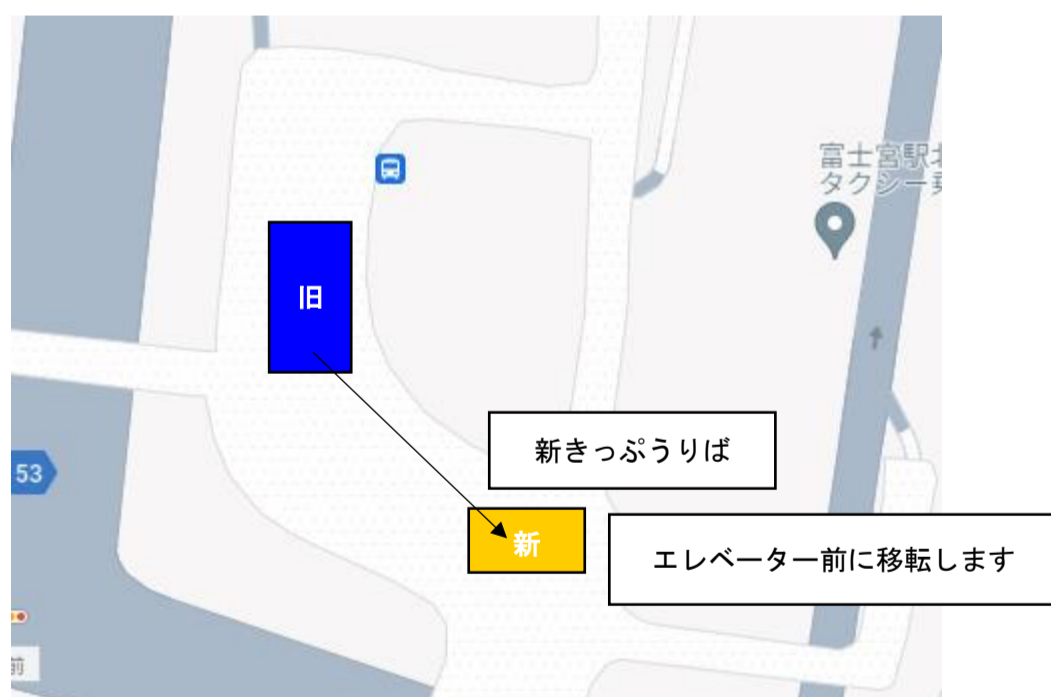 富士宮駅
タクシー
旧
新きっぷうりば
53
新
エレベーター前に移転します
前